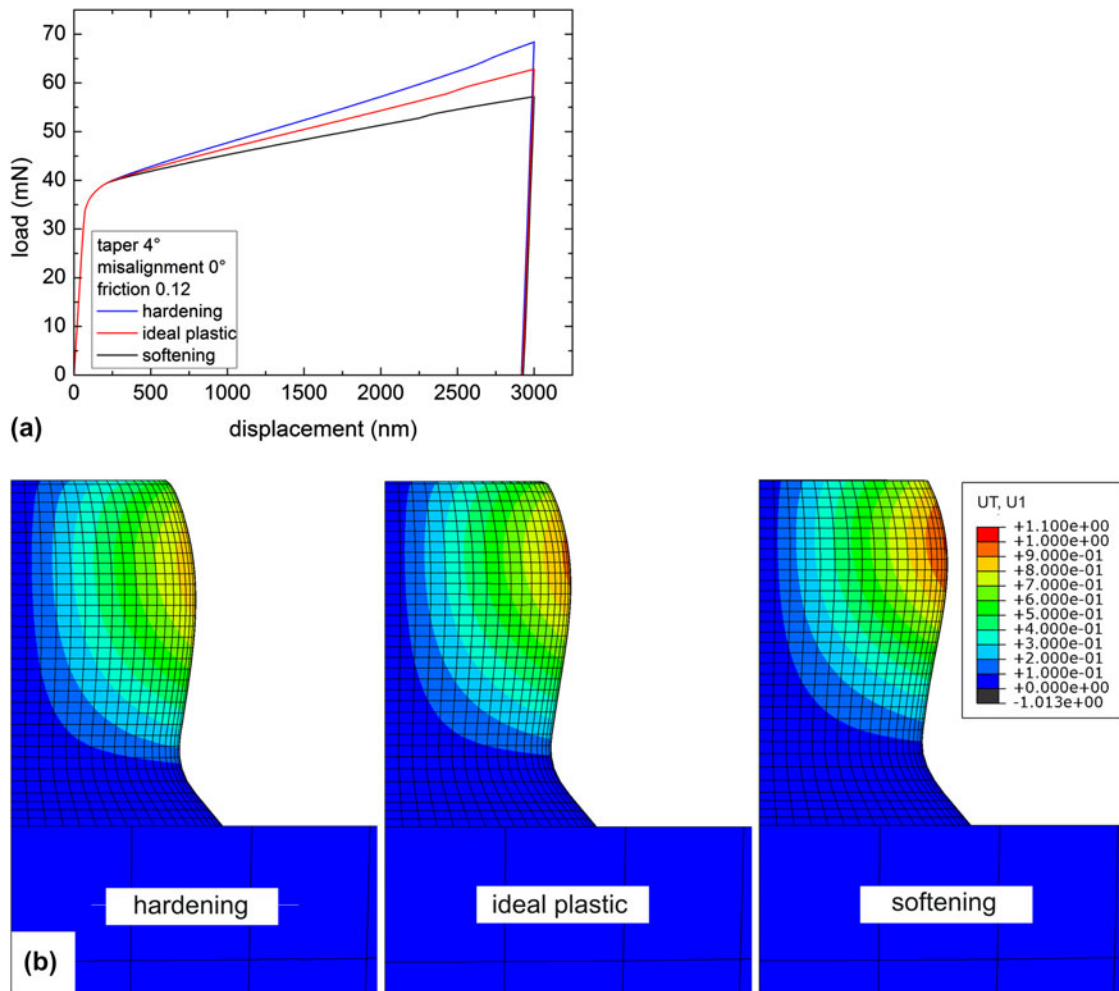 70
60
50
40
30
20
10
0
load (mN)
taper 4°
misalignment 0°
friction 0.12
hardening
ideal plastic
softening
0 500 1000 1500 2000 2500 3000
displacement (nm)
(a)
UT, U1
+1.100e+00
+1.000e+00
+9.000e-01
+8.000e-01
+7.000e-01
+6.000e-01
+5.000e-01
+4.000e-01
+3.000e-01
+2.000e-01
+1.000e-01
+0.000e+00
-1.013e+00
hardening
ideal plastic
softening
(b)